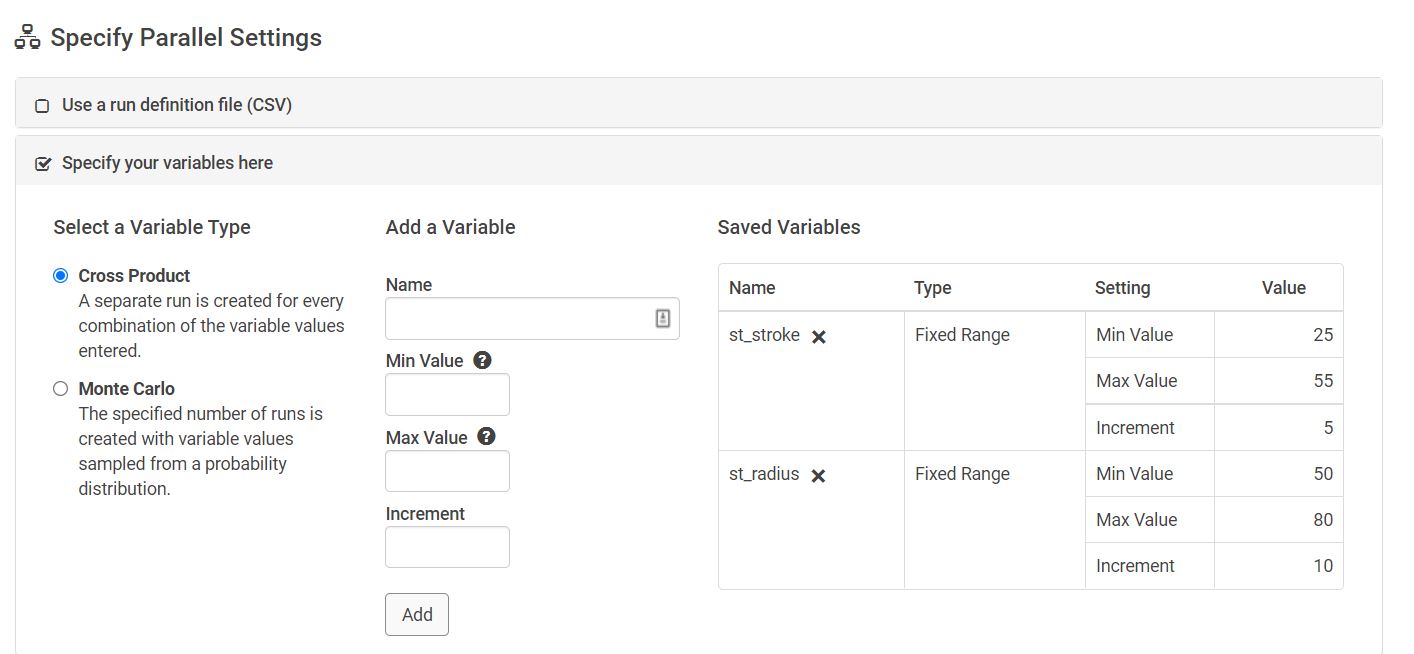 Specify Parallel Settings
Use a run definition file (CSV)
Specify your variables here
Select a Variable Type
Cross Product
A separate run is created for every
combination of the variable values
entered.
Monte Carlo
The specified number of runs is
created with variable values
sampled from a probability
distribution.
Add a Variable
Name
Min Value ?
Max Value ?
Increment
Add
Saved Variables
Name Type Setting Value
st_stroke Fixed Range Min Value 25
Max Value 55
Increment 5
st_radius Fixed Range Min Value 50
Max Value 80
Increment 10